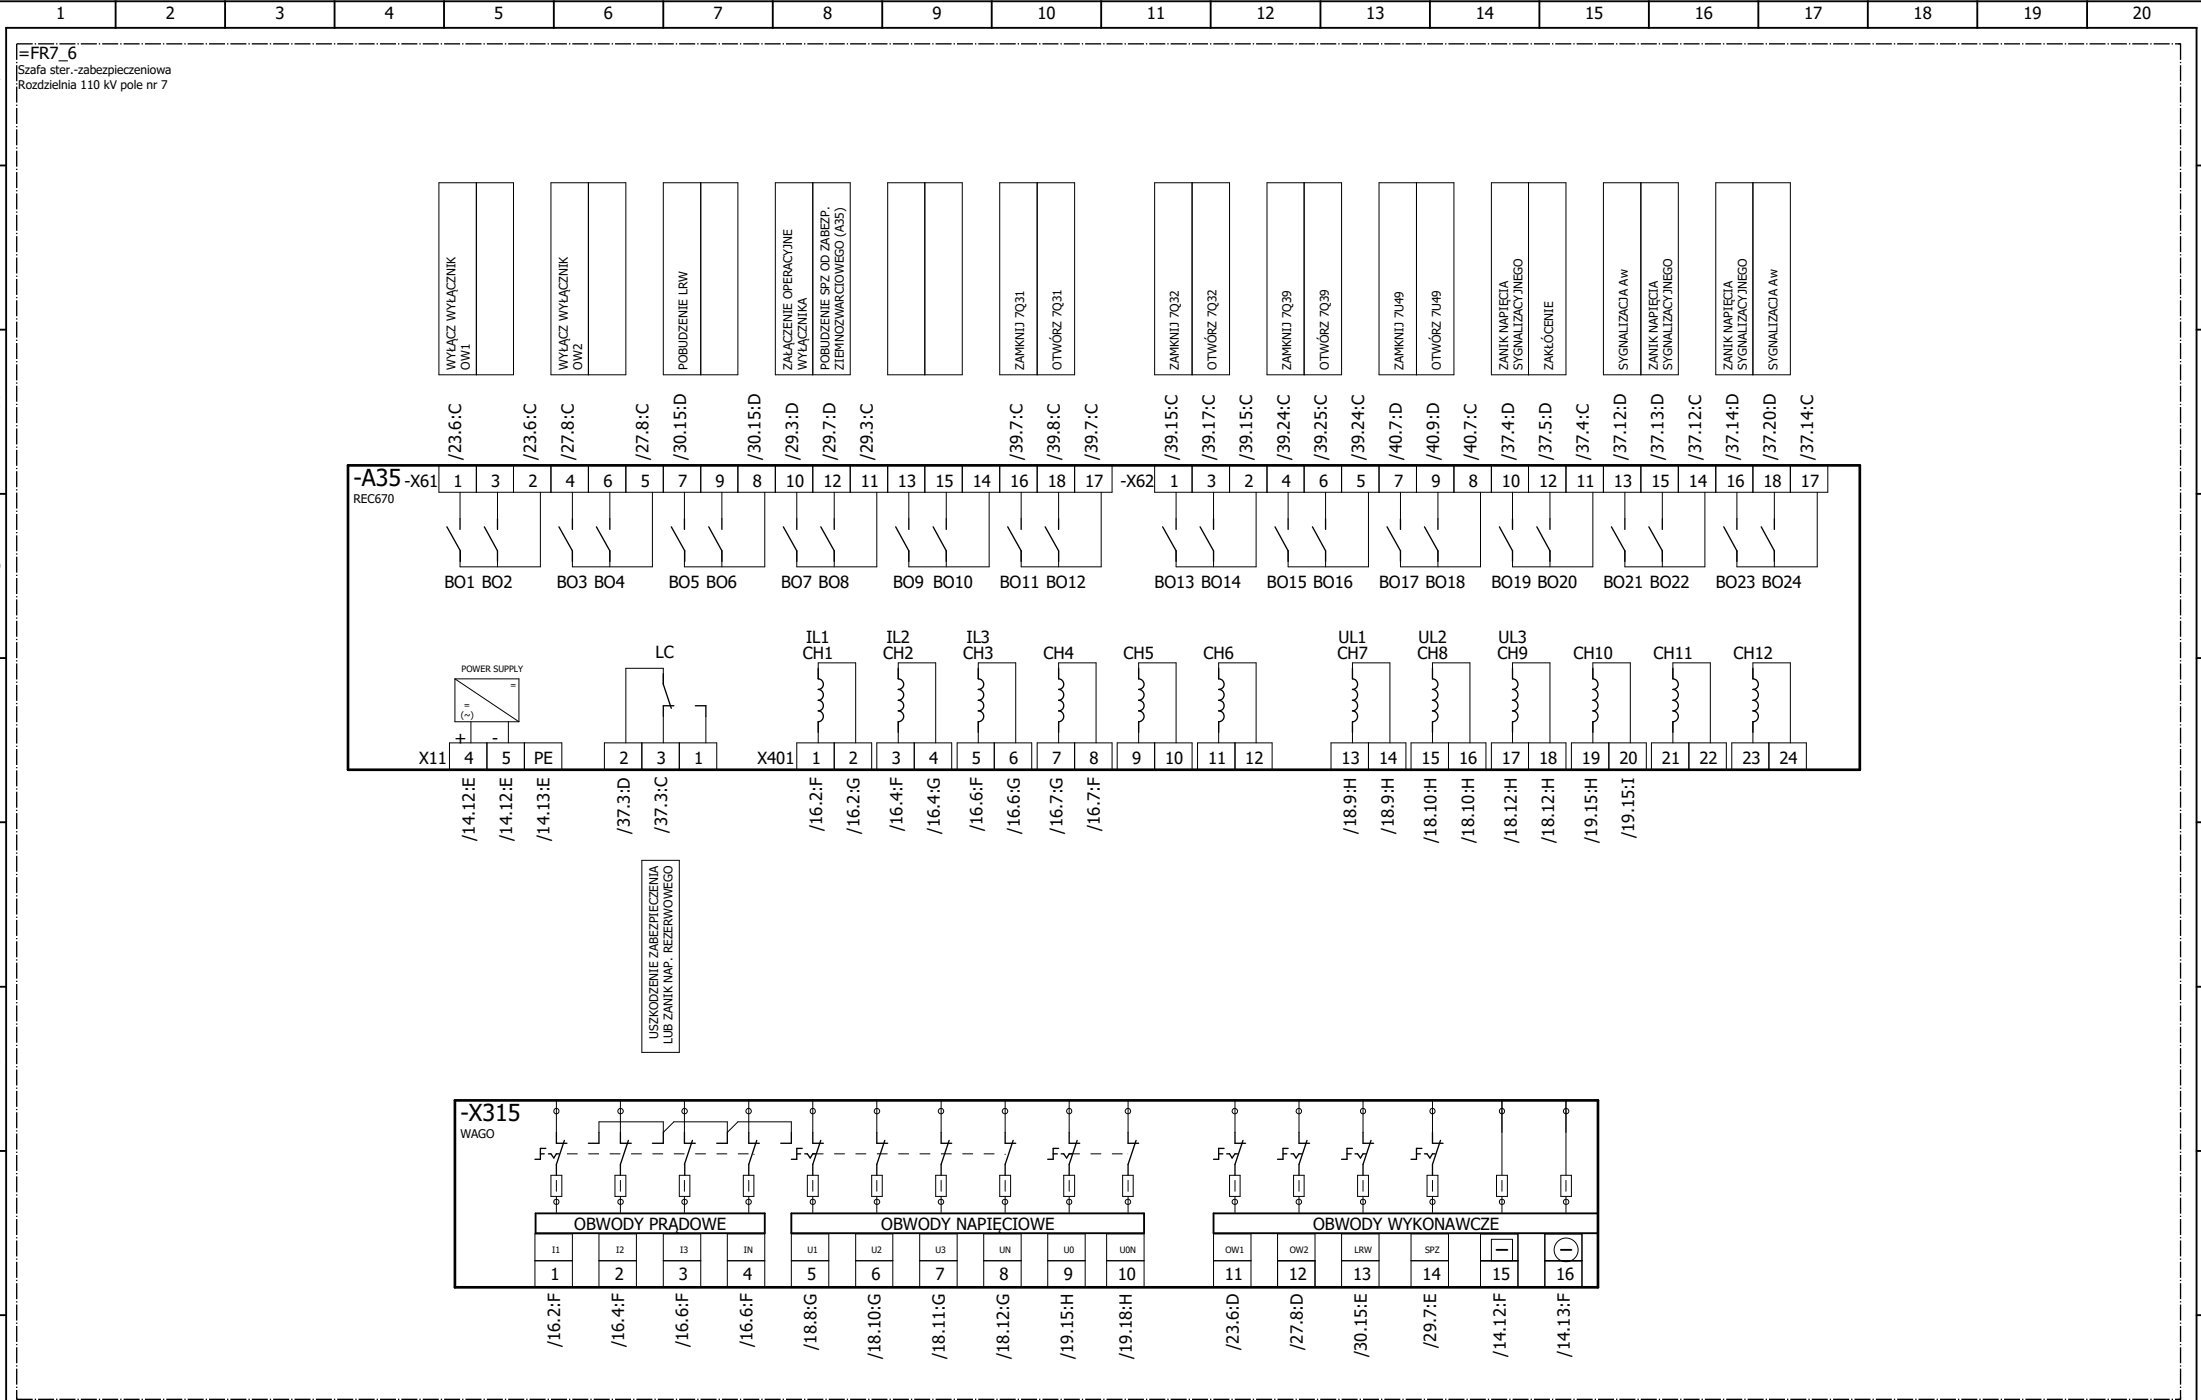 1 2 3 4 5 6 7 8 9 10 11 12 13 14 15 16 17 18 19 20
=FR7_6
Szafa ster.-zabezpieczeniowa
Rozdzielnia 110 kV pole nr 7
WYŁĄCZ WYŁĄCZNIK
OW1
WYŁĄCZ WYŁĄCZNIK
OW2
POBUDZENIE LRW
ZAŁĄCZENIE OPERACYJNE
WYŁĄCZNIKA
POBUDZENIE SPZ OD ZABEZP.
ZIEMNOZWARCIOWEGO (A35)
ZAMKNIJ 7Q31
OTWÓRZ 7Q31
ZAMKNIJ 7Q32
OTWÓRZ 7Q32
ZAMKNIJ 7Q39
OTWÓRZ 7Q39
ZAMKNIJ 7U49
OTWÓRZ 7U49
ZANIK NAPIĘCIA
SYGNALIZACYJNEGO
ZAKŁÓCENIE
SYGNALIZACJA Aw
ZANIK NAPIĘCIA
SYGNALIZACYJNEGO
ZANIK NAPIĘCIA
SYGNALIZACYJNEGO
SYGNALIZACJA Aw
/23.6:C
/23.6:C
/27.8:C
/27.8:C
/30.15:D
/30.15:D
/29.3:D
/29.7:D
/29.3:C
/39.7:C
/39.8:C
/39.7:C
/39.15:C
/39.17:C
/39.15:C
/39.24:C
/39.25:C
/39.24:C
/40.7:D
/40.9:D
/40.7:C
/37.4:D
/37.5:D
/37.4:C
/37.12:D
/37.13:D
/37.12:C
/37.14:D
/37.20:D
/37.14:C
-A35 -X61 1 3 2 4 6 5 7 9 8 10 12 11 13 15 14 16 18 17 -X62 1 3 2 4 6 5 7 9 8 10 12 11 13 15 14 16 18 17
REC670
BO1 BO2 BO3 BO4 BO5 BO6 BO7 BO8 BO9 BO10 BO11 BO12 BO13 BO14 BO15 BO16 BO17 BO18 BO19 BO20 BO21 BO22 BO23 BO24
IL1 IL2 IL3 UL1 UL2 UL3
LC CH1 CH2 CH3 CH4 CH5 CH6 CH7 CH8 CH9 CH10 CH11 CH12
POWER SUPPLY
=
=
(~)
+ -
X11 4 5 PE 2 3 1 X401 1 2 3 4 5 6 7 8 9 10 11 12 13 14 15 16 17 18 19 20 21 22 23 24
/14.12:E
/14.12:E
/14.13:E
/37.3:D
/37.3:C
/16.2:F
/16.2:G
/16.4:F
/16.4:G
/16.6:F
/16.6:G
/16.7:G
/16.7:F
/18.9:H
/18.9:H
/18.10:H
/18.10:H
/18.12:H
/18.12:H
/19.15:H
/19.15:I
USZKODZENIE ZABEZPIECZENIA
LUB ZANIK NAP. REZERWOWEGO
-X315
WAGO
OBWODY PRĄDOWE OBWODY NAPIĘCIOWE OBWODY WYKONAWCZE
I1 I2 I3 IN U1 U2 U3 UN U0 U0N OW1 OW2 LRW SPZ
1 2 3 4 5 6 7 8 9 10 11 12 13 14 15 16
/16.2:F
/16.4:F
/16.6:F
/16.6:F
/18.8:G
/18.10:G
/18.11:G
/18.12:G
/19.15:H
/19.18:H
/23.6:D
/27.8:D
/30.15:E
/29.7:E
/14.12:F
/14.13:F